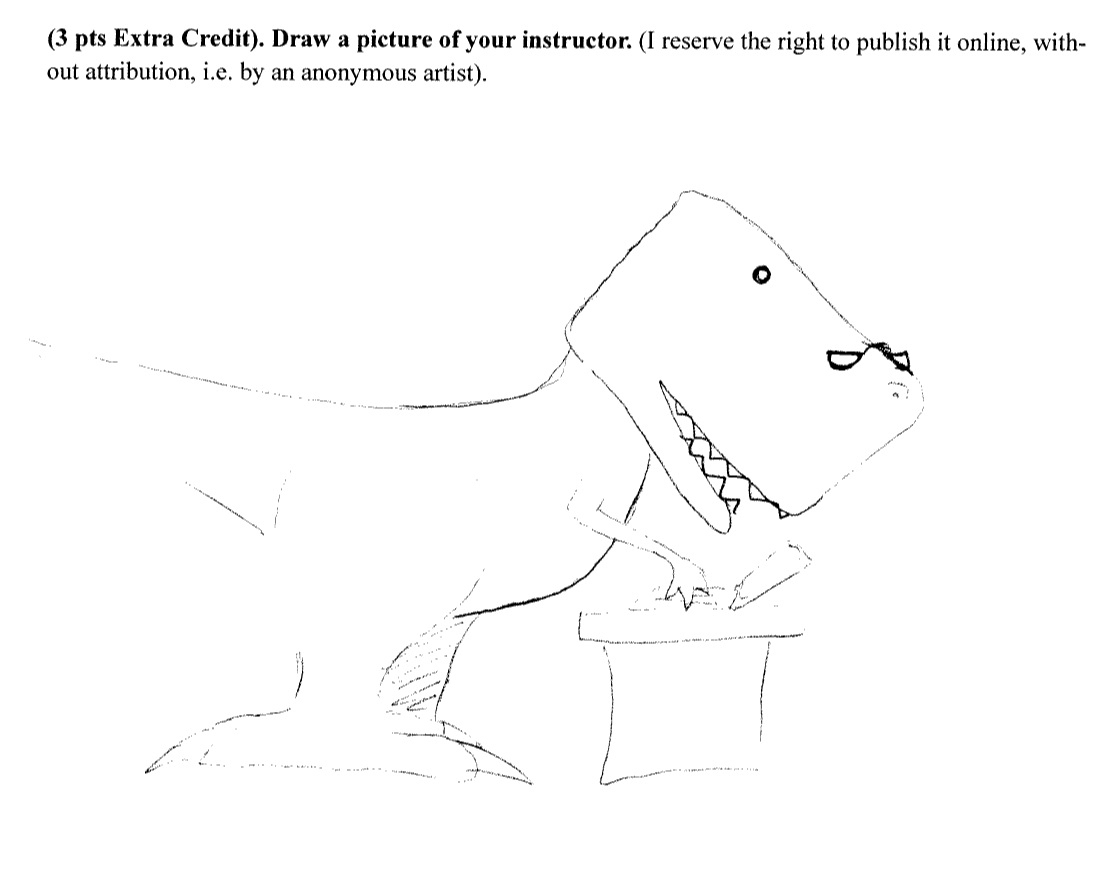 (3 pts Extra Credit). Draw a picture of your instructor. (I reserve the right to publish it online, with-
out attribution, i.e. by an anonymous artist).